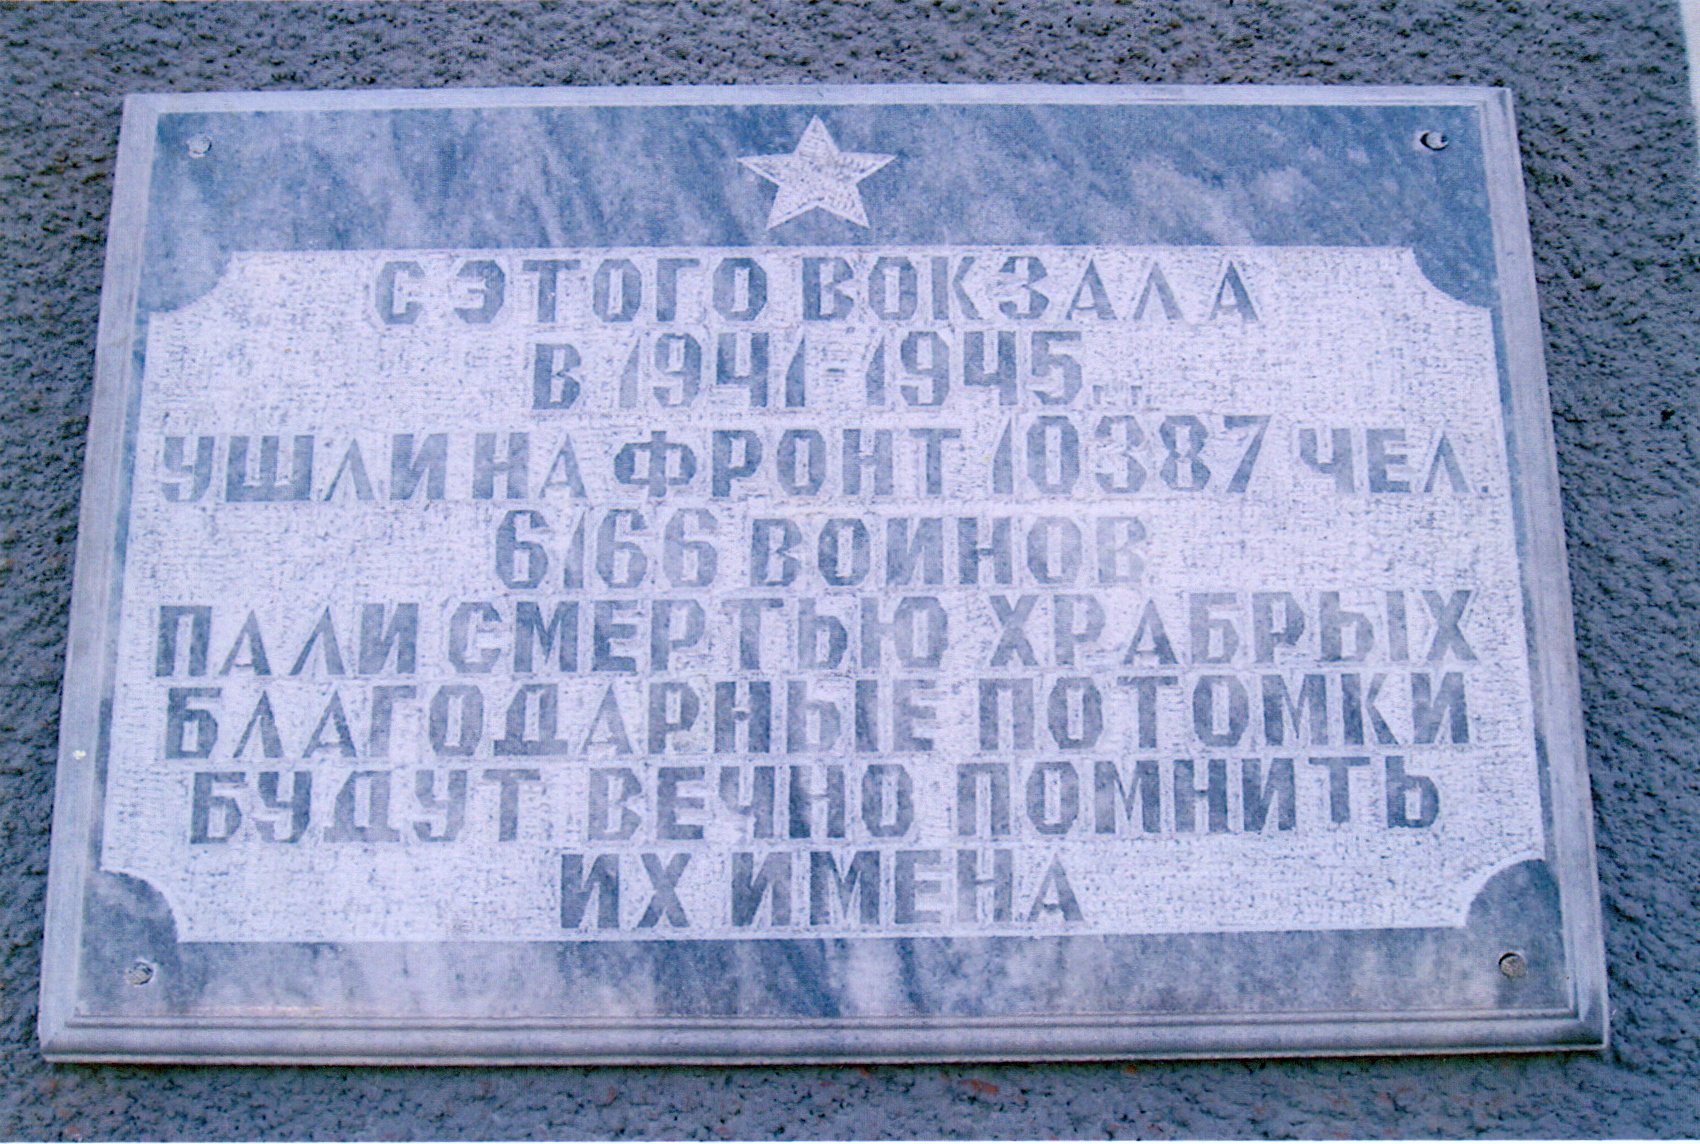 С ЭТОГО ВОКЗАЛА
В 1941-1945г.г.
УШЛИ НА ФРОНТ 10387 ЧЕЛ.
6166 ВОИНОВ
ПАЛИ СМЕРТЬЮ ХРАБРЫХ
БЛАГОДАРНЫЕ ПОТОМКИ
БУДУТ ВЕЧНО ПОМНИТЬ
ИХ ИМЕНА